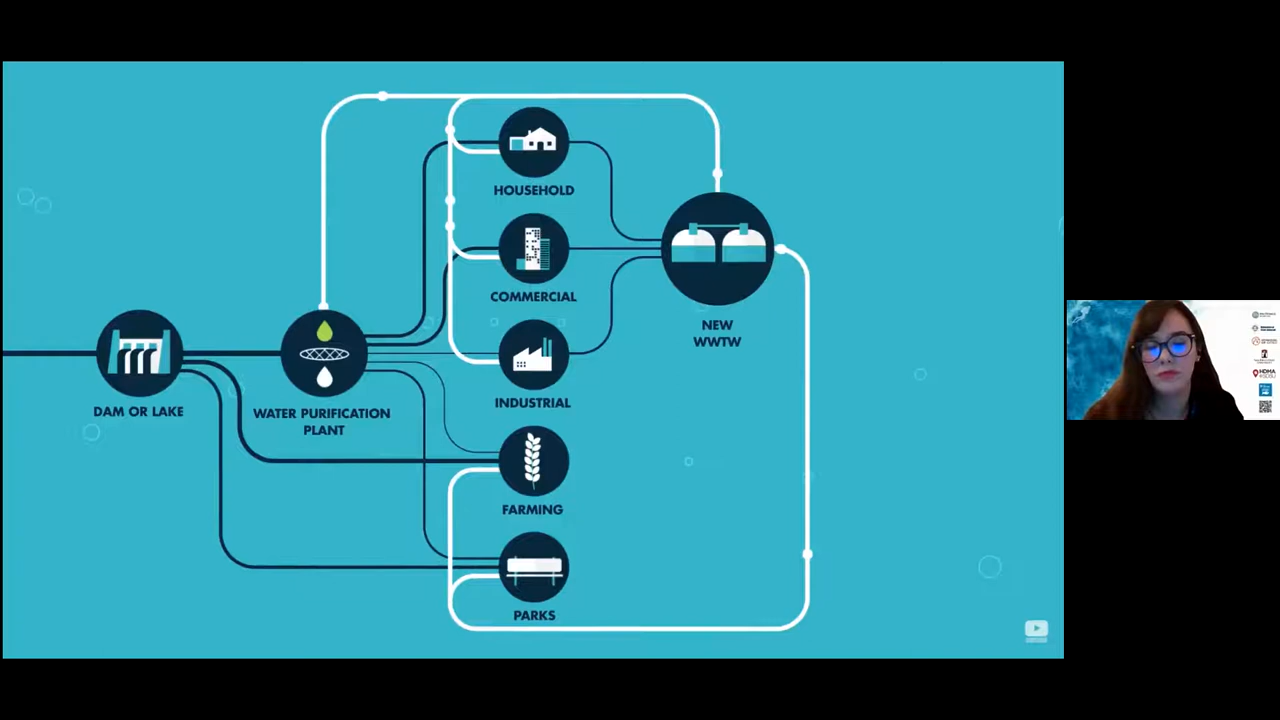 HOUSEHOLD
COMMERCIAL
NEW
WWTW
INDUSTRIAL
DAM OR LAKE
WATER PURIFICATION
PLANT
FARMING
PARKS